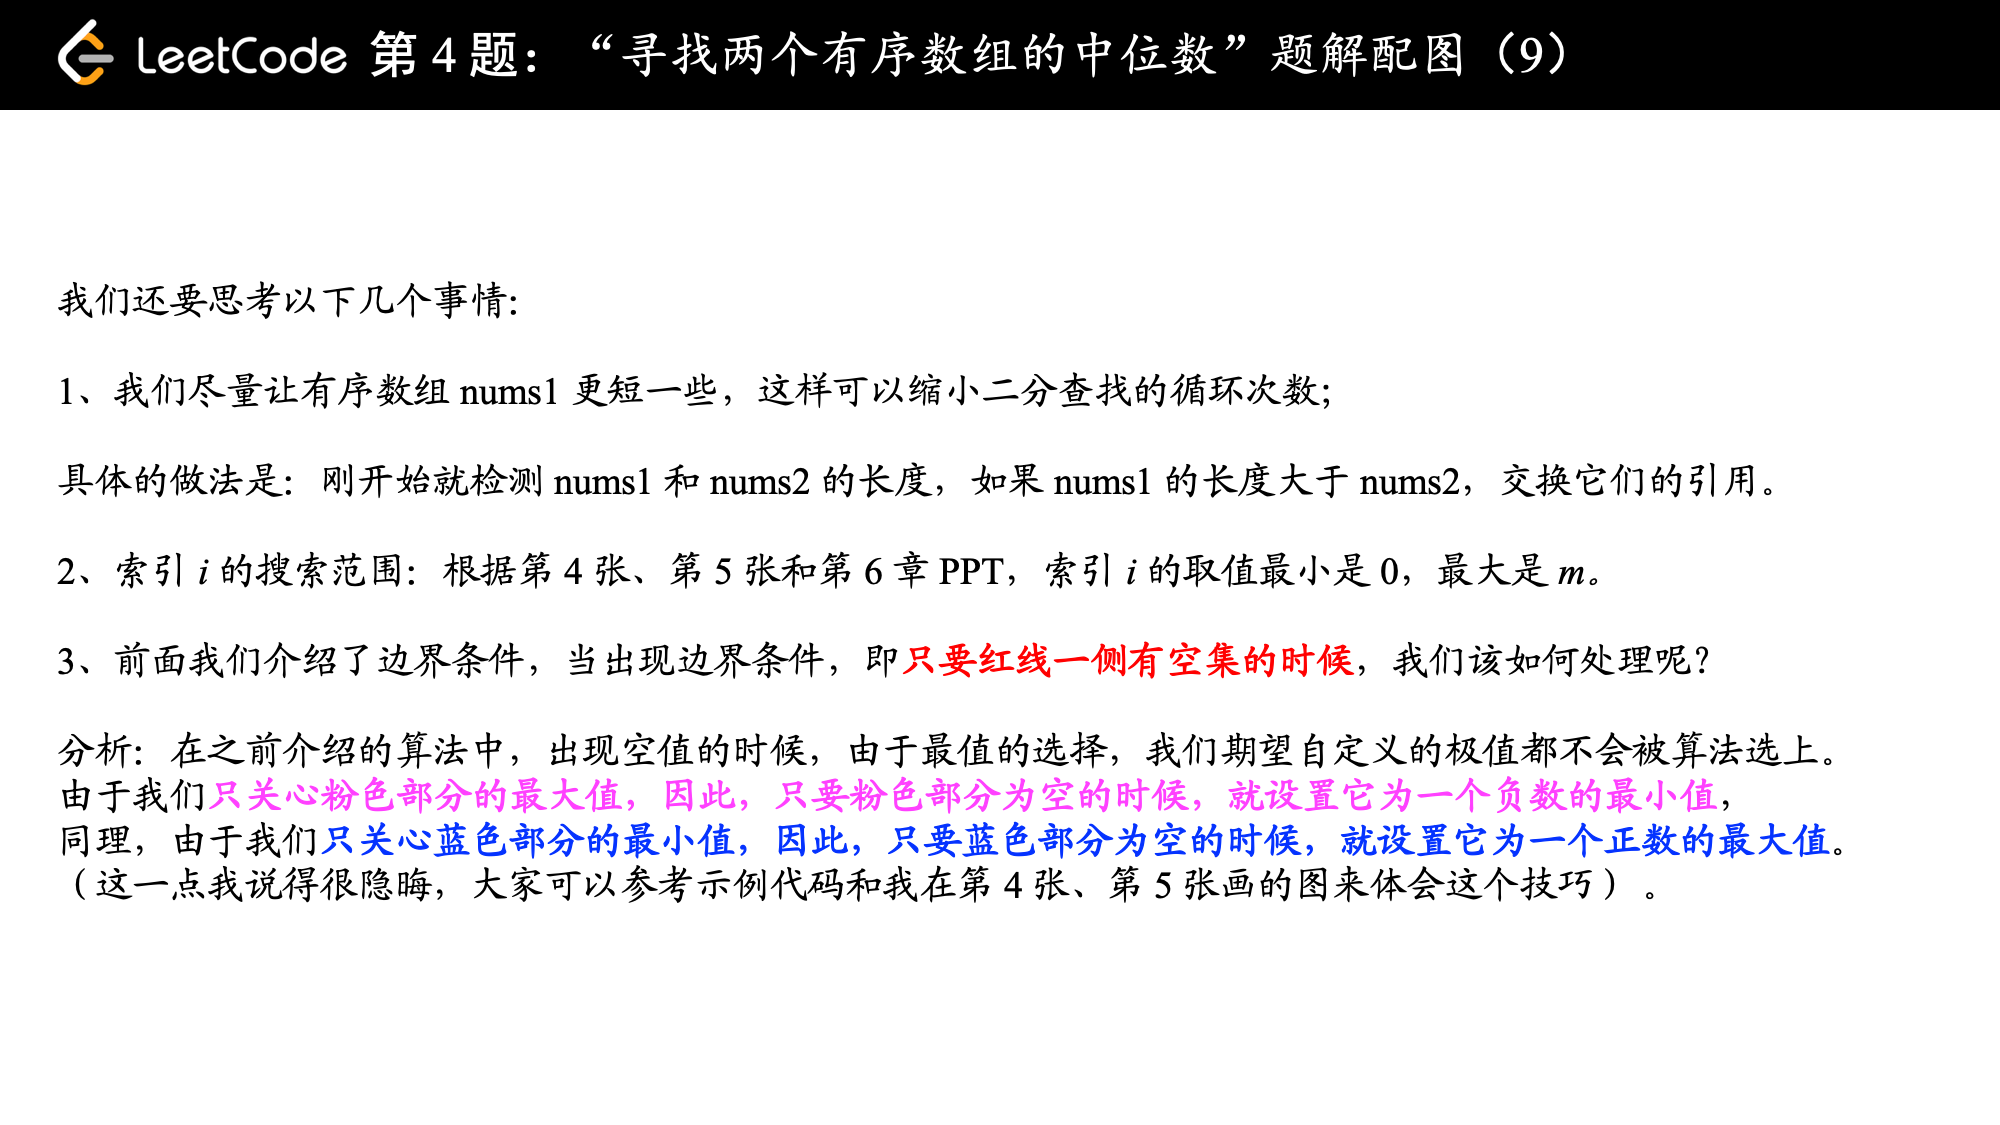 LeetCode 第 4 题：“寻找两个有序数组的中位数”题解配图（9）
我们还要思考以下几个事情：
1、我们尽量让有序数组 nums1 更短一些，这样可以缩小二分查找的循环次数；
具体的做法是：刚开始就检测 nums1 和 nums2 的长度，如果 nums1 的长度大于 nums2，交换它们的引用。
2、索引 i 的搜索范围：根据第 4 张、第 5 张和第 6 章 PPT，索引 i 的取值最小是 0，最大是 m。
3、前面我们介绍了边界条件，当出现边界条件，即只要红线一侧有空集的时候，我们该如何处理呢？
分析：在之前介绍的算法中，出现空值的时候，由于最值的选择，我们期望自定义的极值都不会被算法选上。
由于我们只关心粉色部分的最大值，因此，只要粉色部分为空的时候，就设置它为一个负数的最小值，
同理，由于我们只关心蓝色部分的最小值，因此，只要蓝色部分为空的时候，就设置它为一个正数的最大值。
（这一点我说得很隐晦，大家可以参考示例代码和我在第 4 张、第 5 张画的图来体会这个技巧）。